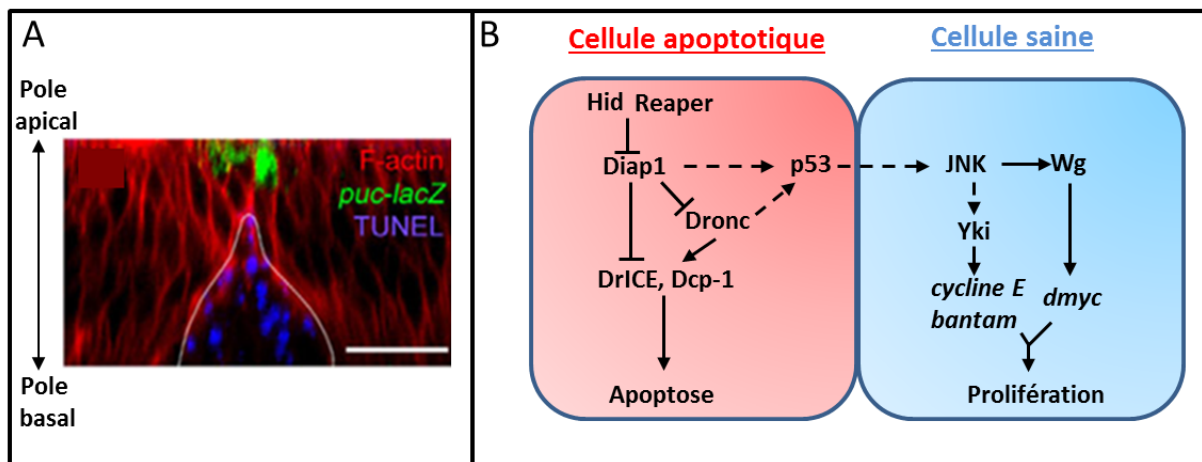 A
Pole
apical
F-actin
puc-lacZ
TUNEL
Pole
basal
B
Cellule apoptotique
Cellule saine
Hid Reaper
Diap1
p53
JNK
Wg
Dronc
Yki
DrICE, Dcp-1
cycline E
bantam
dmyc
Apoptose
Prolifération